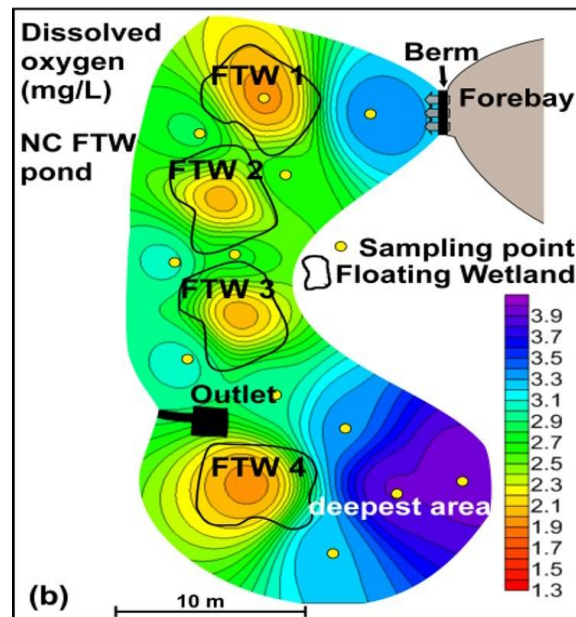 Dissolved
oxygen
(mg/L)
NC FTW
pond
FTW 1
Berm
Forebay
FTW 2
Sampling point
Floating Wetland
FTW 3
3.9
3.7
3.5
3.3
3.1
2.9
2.7
2.5
2.3
2.1
1.9
1.7
1.5
1.3
Outlet
FTW 4
deepest area
(b)
10 m